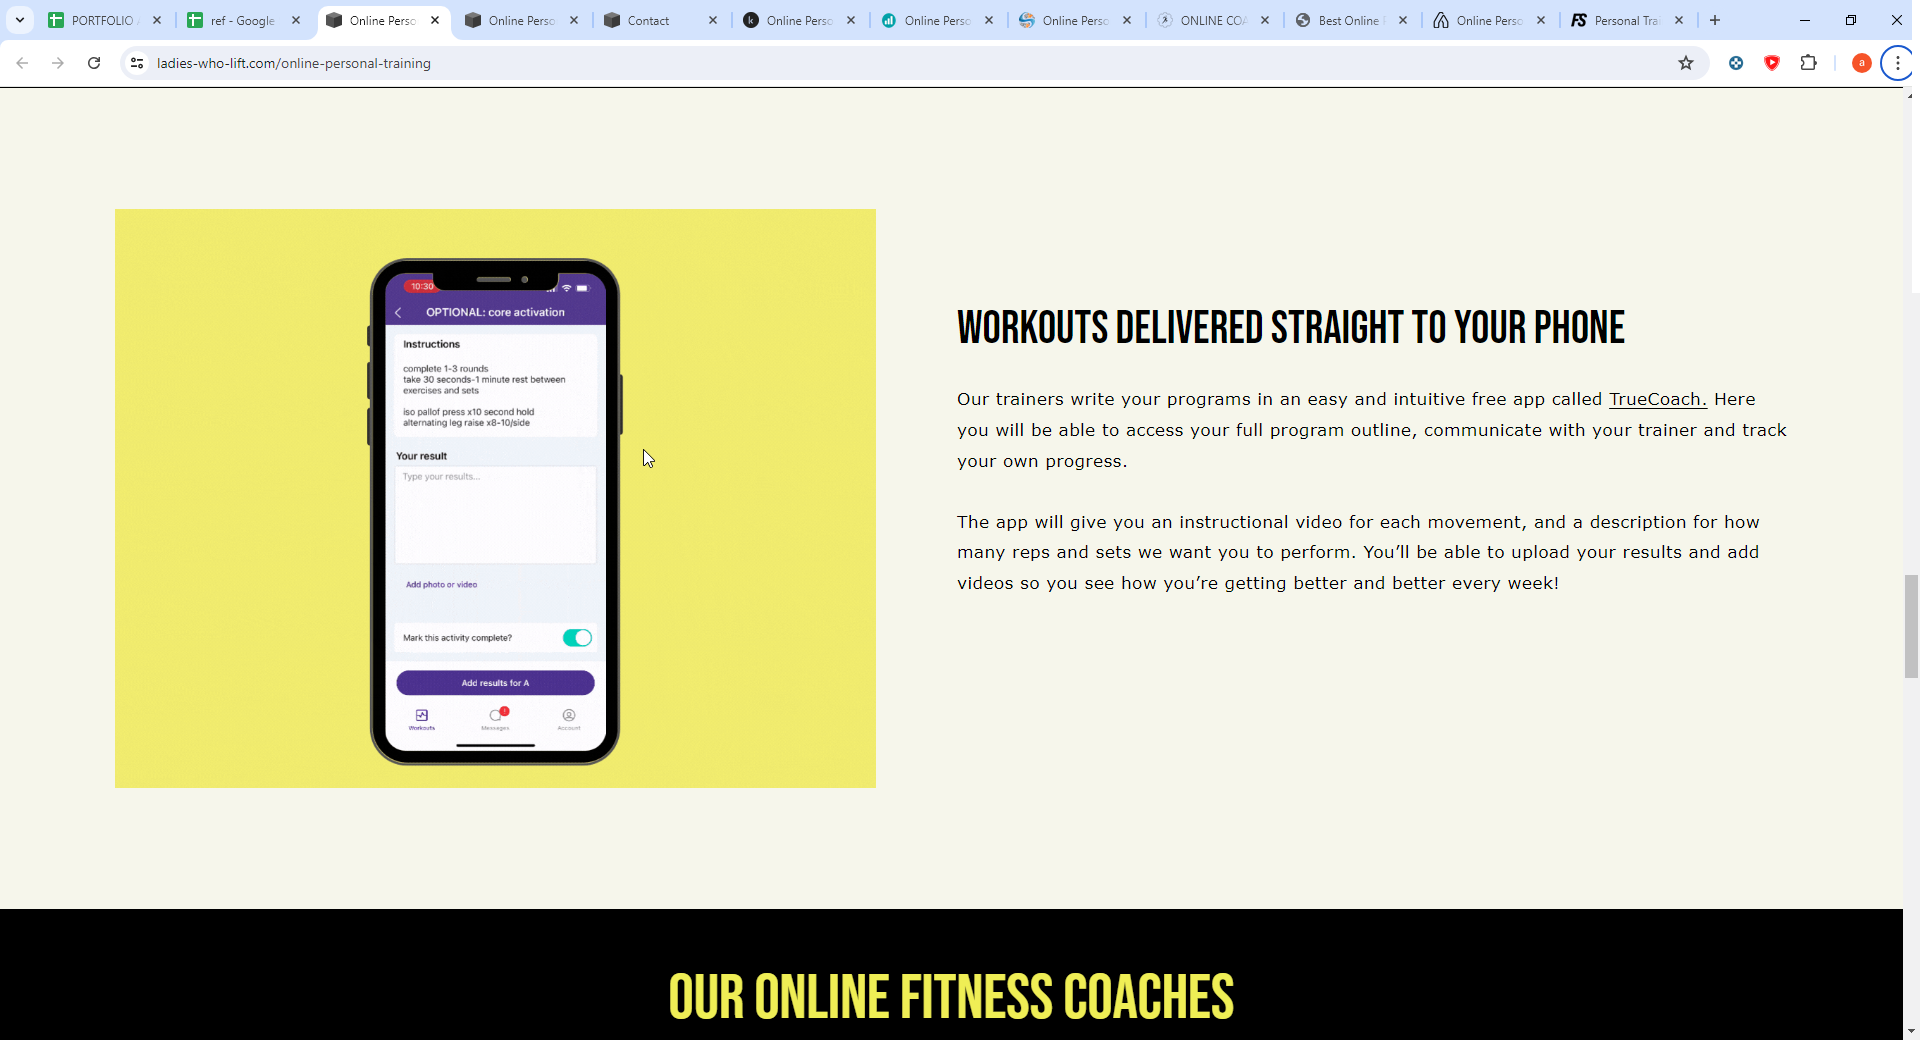 PORTFOLIO
ref - Google
Online Perso
Online Perso
Contact
Online Perso
Online Perso
Online Perso
ONLINE COA
Best Online
Online Perso
Personal Trai
ladies-who-lift.com/online-personal-training
a
10:30
OPTIONAL: core activation
Instructions
complete 1-3 rounds
take 30 seconds-1 minute rest between
exercises and sets
iso pallof press x10 second hold
alternating leg raise x8-10/side
Your result
Type your results...
Add photo or video
Mark this activity complete?
Add results for A
Workouts
Messages
Account
WORKOUTS DELIVERED STRAIGHT TO YOUR PHONE
Our trainers write your programs in an easy and intuitive free app called TrueCoach. Here
you will be able to access your full program outline, communicate with your trainer and track
your own progress.
The app will give you an instructional video for each movement, and a description for how
many reps and sets we want you to perform. You’ll be able to upload your results and add
videos so you see how you’re getting better and better every week!
OUR ONLINE FITNESS COACHES